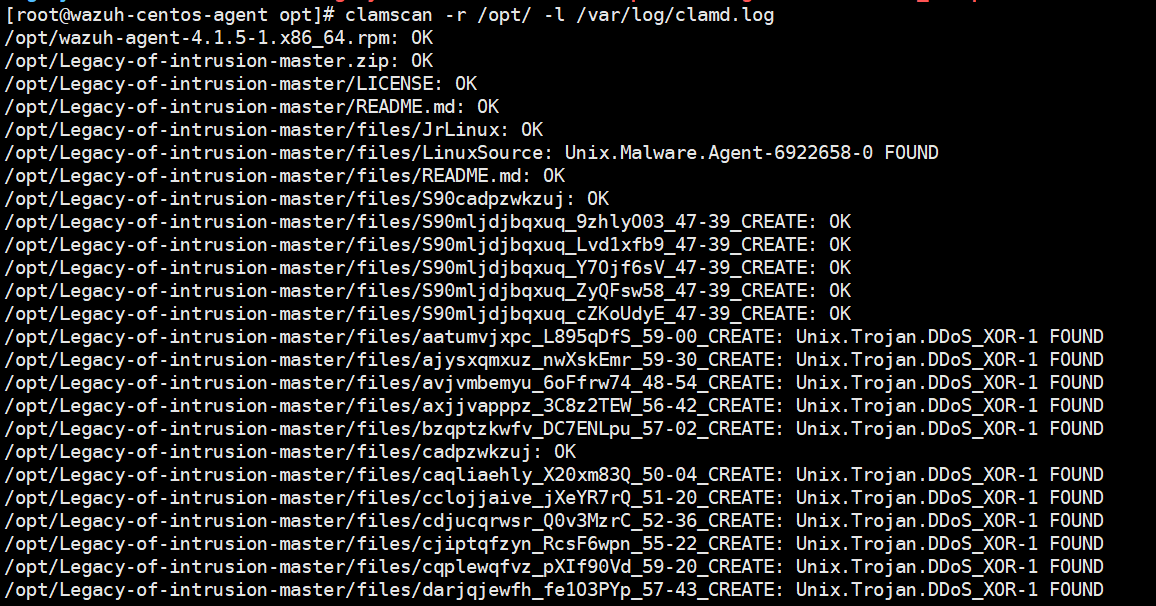 [root@wazuh-centos-agent opt]# clamscan -r /opt/ -l /var/log/clamd.log
/opt/wazuh-agent-4.1.5-1.x86_64.rpm: OK
/opt/Legacy-of-intrusion-master.zip: OK
/opt/Legacy-of-intrusion-master/LICENSE: OK
/opt/Legacy-of-intrusion-master/README.md: OK
/opt/Legacy-of-intrusion-master/files/JrLinux: OK
/opt/Legacy-of-intrusion-master/files/LinuxSource: Unix.Malware.Agent-6922658-0 FOUND
/opt/Legacy-of-intrusion-master/files/README.md: OK
/opt/Legacy-of-intrusion-master/files/S90cadpzwkzuj: OK
/opt/Legacy-of-intrusion-master/files/S90mljdjbqxuq_9zhlyO03_47-39_CREATE: OK
/opt/Legacy-of-intrusion-master/files/S90mljdjbqxuq_Lvd1xfb9_47-39_CREATE: OK
/opt/Legacy-of-intrusion-master/files/S90mljdjbqxuq_Y7Ojf6sV_47-39_CREATE: OK
/opt/Legacy-of-intrusion-master/files/S90mljdjbqxuq_ZyQFsw58_47-39_CREATE: OK
/opt/Legacy-of-intrusion-master/files/S90mljdjbqxuq_cZKoUdyE_47-39_CREATE: OK
/opt/Legacy-of-intrusion-master/files/aatumvjxpc_L895qDfS_59-00_CREATE: Unix.Trojan.DDoS_XOR-1 FOUND
/opt/Legacy-of-intrusion-master/files/ajysxqmxuz_nwXskEmr_59-30_CREATE: Unix.Trojan.DDoS_XOR-1 FOUND
/opt/Legacy-of-intrusion-master/files/avjvmbemyu_6oFfrw74_48-54_CREATE: Unix.Trojan.DDoS_XOR-1 FOUND
/opt/Legacy-of-intrusion-master/files/axjjvapppz_3C8z2TEW_56-42_CREATE: Unix.Trojan.DDoS_XOR-1 FOUND
/opt/Legacy-of-intrusion-master/files/bzqptzkwfv_DC7ENLpu_57-02_CREATE: Unix.Trojan.DDoS_XOR-1 FOUND
/opt/Legacy-of-intrusion-master/files/cadpzwkzuj: OK
/opt/Legacy-of-intrusion-master/files/caqliaehly_X20xm83Q_50-04_CREATE: Unix.Trojan.DDoS_XOR-1 FOUND
/opt/Legacy-of-intrusion-master/files/cclojjaive_jXeYR7rQ_51-20_CREATE: Unix.Trojan.DDoS_XOR-1 FOUND
/opt/Legacy-of-intrusion-master/files/cdjucqrwsr_Q0v3MzrC_52-36_CREATE: Unix.Trojan.DDoS_XOR-1 FOUND
/opt/Legacy-of-intrusion-master/files/cjiptqfzyn_RcsF6wpn_55-22_CREATE: Unix.Trojan.DDoS_XOR-1 FOUND
/opt/Legacy-of-intrusion-master/files/cqplewqfvz_pXIf90Vd_59-20_CREATE: Unix.Trojan.DDoS_XOR-1 FOUND
/opt/Legacy-of-intrusion-master/files/darjqjewfh_fe1O3PYp_57-43_CREATE: Unix.Trojan.DDoS_XOR-1 FOUND